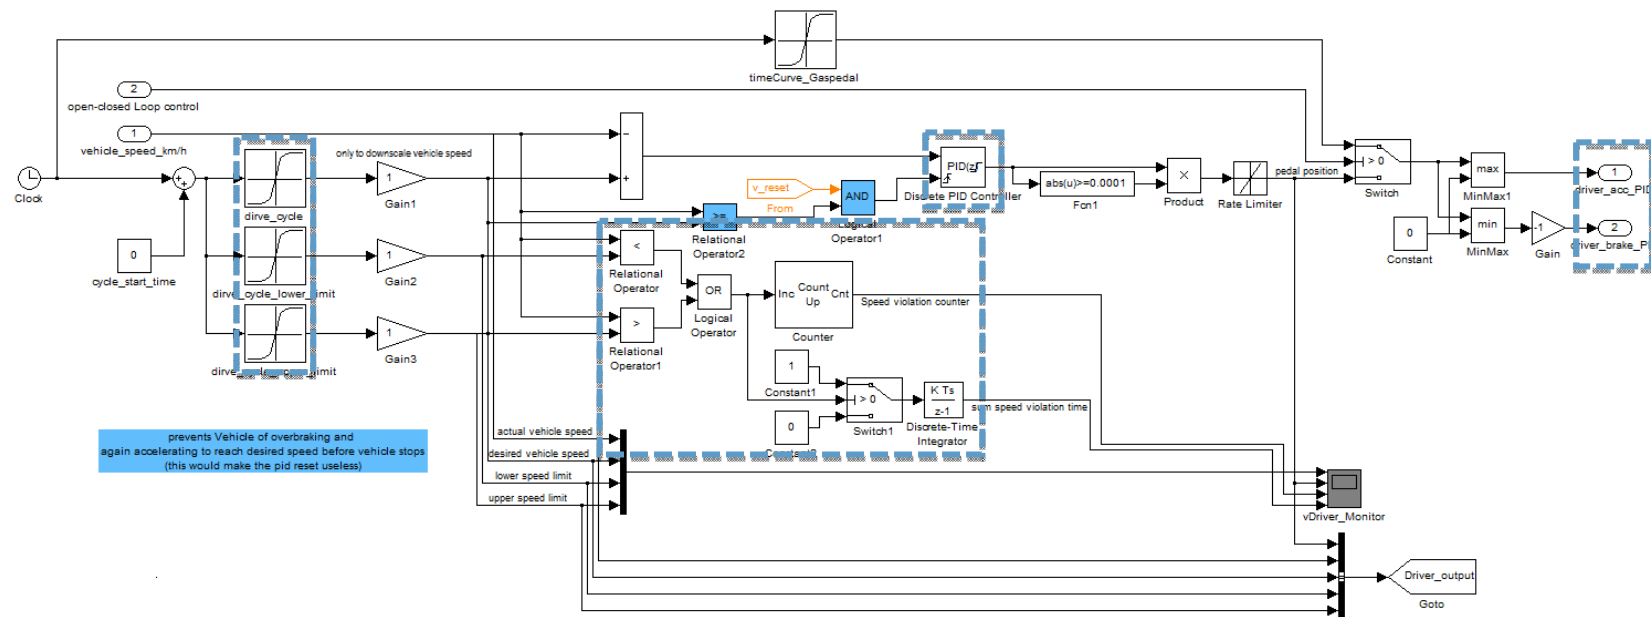 timeCurve_Gaspedal
2
open-closed Loop control
1
vehicle_speed_km/h
Clock
only to downscale vehicle speed
dirve_cycle
1
Gain1
0
cycle_start_time
dirve_cycle_lower_limit
1
Gain2
1
Gain3
v_reset
From
AND
Logical
Operator1
>=
Relational
Operator2
PID(z)
Discrete PID Controller
abs(u)>=0.0001
Fcn1
×
Product
Rate Limiter
pedal position
> 0
Switch
0
Constant
max
MinMax1
min
MinMax
-1
Gain
1
driver_acc_PID
2
driver_brake_PI
<
Relational
Operator
>
Relational
Operator1
OR
Logical
Operator
Inc
Count
Up
Cnt
Counter
Speed violation counter
1
Constant1
0
> 0
Switch1
K Ts
z-1
Discrete-Time
Integrator
sum speed violation time
prevents Vehicle of overbraking and
again accelerating to reach desired speed before vehicle stops
(this would make the pid reset useless)
actual vehicle speed
desired vehicle speed
lower speed limit
upper speed limit
vDriver_Monitor
Driver_output
Goto